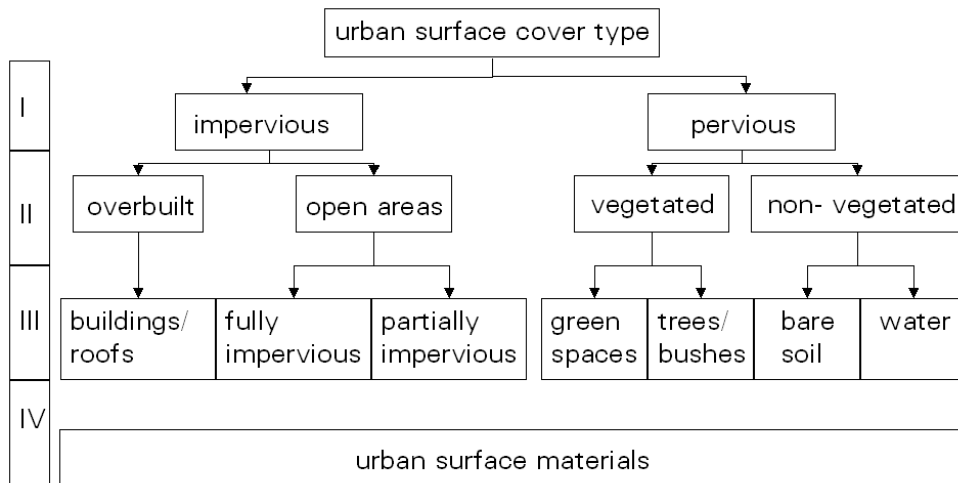 urban surface cover type
I
impervious
pervious
II
overbuilt
open areas
vegetated
non- vegetated
III
buildings/
roofs
fully
impervious
partially
impervious
green
spaces
trees/
bushes
bare
soil
water
IV
urban surface materials